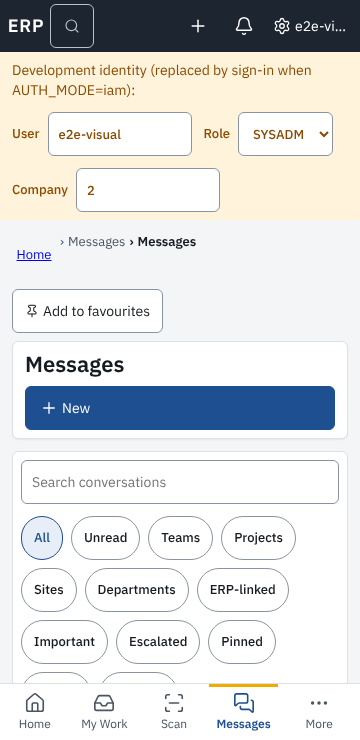 ERP e2e-vi...
Development identity (replaced by sign-in when
AUTH_MODE=iam):
User e2e-visual Role SYSADM
Company 2
Home › Messages › Messages
Add to favourites
Messages
New
Search conversations
All Unread Teams Projects
Sites Departments ERP-linked
Important Escalated Pinned
Home My Work Scan Messages More